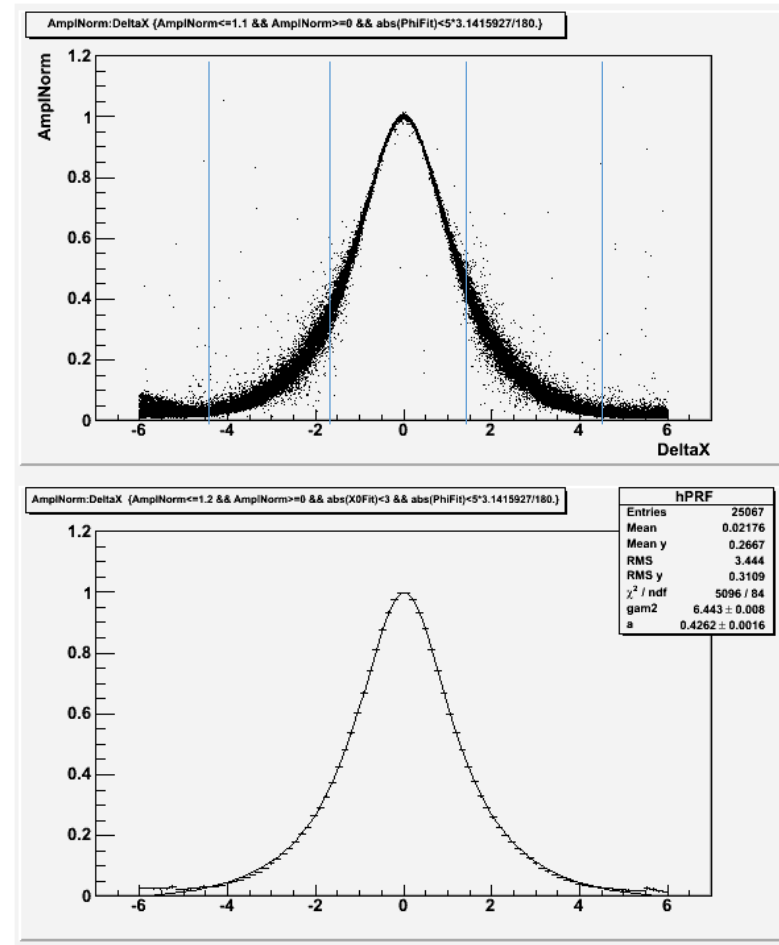 AmplNorm:DeltaX {AmplNorm<=1.1 && AmplNorm>=0 && abs(PhiFit)<5*3.1415927/180.}
AmplNorm
1.2
1
0.8
0.6
0.4
0.2
0
-6 -4 -2 0 2 4 6
DeltaX
AmplNorm:DeltaX {AmplNorm<=1.2 && AmplNorm>=0 && abs(X0Fit)<3 && abs(PhiFit)<5*3.1415927/180.}
hPRF
Entries 25067
Mean 0.02176
Mean y 0.2667
RMS 3.444
RMS y 0.3109
χ² / ndf 5096 / 84
gam2 6.443 ± 0.008
a 0.4262 ± 0.0016
1.2
1
0.8
0.6
0.4
0.2
0
-6 -4 -2 0 2 4 6